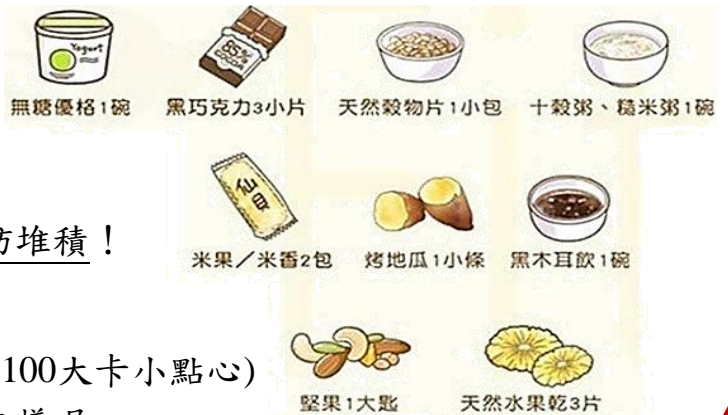 Yogurt
85%
cocoa
無糖優格1碗
黑巧克力3小片
天然穀物片1小包
十穀粥、糙米粥1碗
仙貝
肪堆積！
米果／米香2包
烤地瓜1小條
黑木耳飲1碗
100大卡小點心)
堅果1大匙
天然水果乾3片